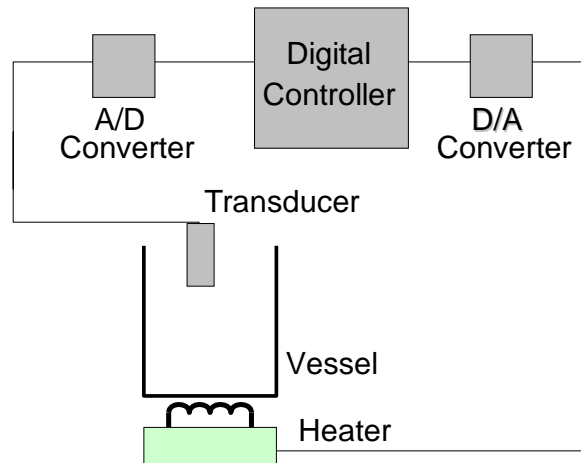 Digital
Controller
A/D
Converter
D/A
Converter
Transducer
Vessel
Heater